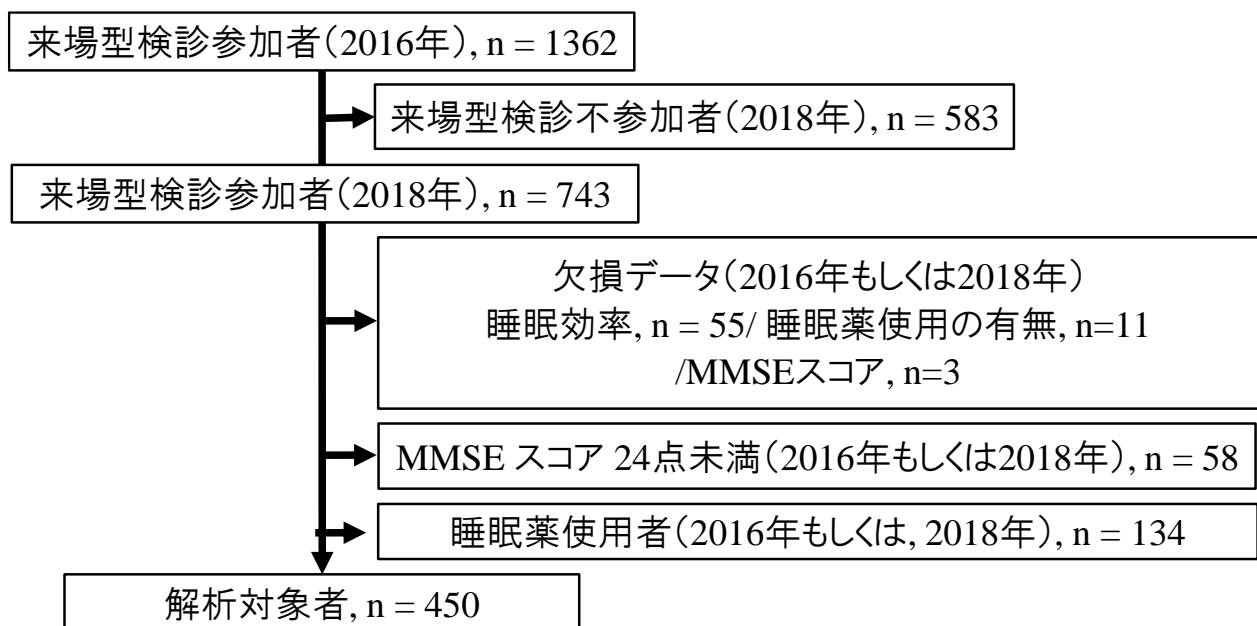 来場型検診参加者（2016年）, n = 1362
来場型検診不参加者（2018年）, n = 583
来場型検診参加者（2018年）, n = 743
欠損データ（2016年もしくは2018年）
睡眠効率, n = 55/ 睡眠薬使用の有無, n=11
/MMSEスコア, n=3
MMSE スコア 24点未満（2016年もしくは2018年）, n = 58
睡眠薬使用者（2016年もしくは, 2018年）, n = 134
解析対象者, n = 450